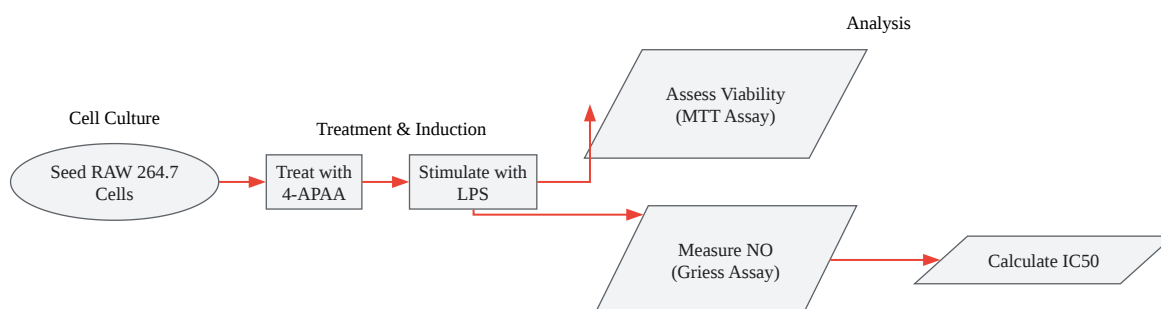 Analysis
Cell Culture
Treatment & Induction
Seed RAW 264.7
Cells
Treat with
4-APAA
Stimulate with
LPS
Assess Viability
(MTT Assay)
Measure NO
(Griess Assay)
Calculate IC50